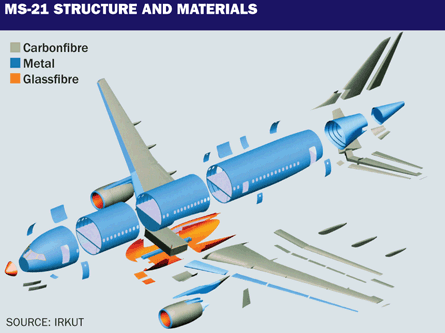 MS-21 STRUCTURE AND MATERIALS
Carbonfibre
Metal
Glassfibre
SOURCE: IRKUT